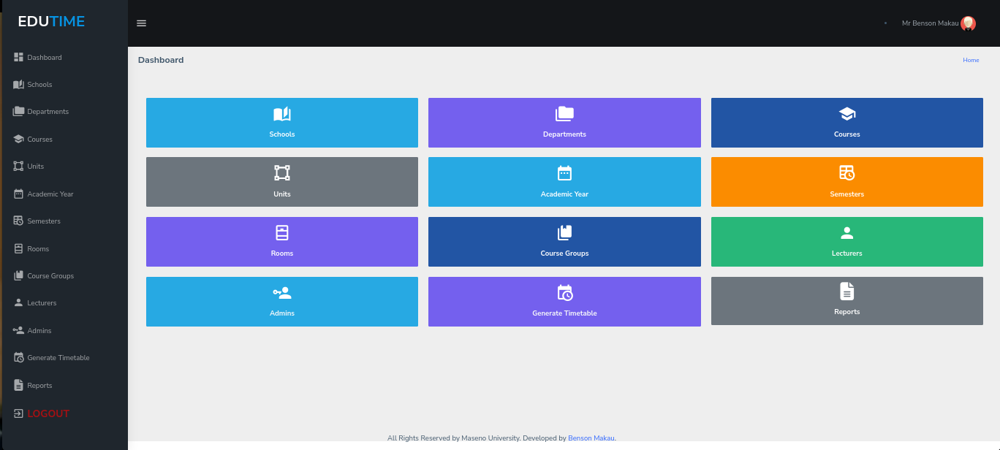 EDUTIME
Dashboard
Schools
Departments
Courses
Units
Academic Year
Semesters
Rooms
Course Groups
Lecturers
Admins
Generate Timetable
Reports
LOGOUT
Mr Benson Makau
Dashboard
Home
Schools
Departments
Courses
Units
Academic Year
Semesters
Rooms
Course Groups
Lecturers
Admins
Generate Timetable
Reports
All Rights Reserved by Maseno University. Developed by Benson Makau.